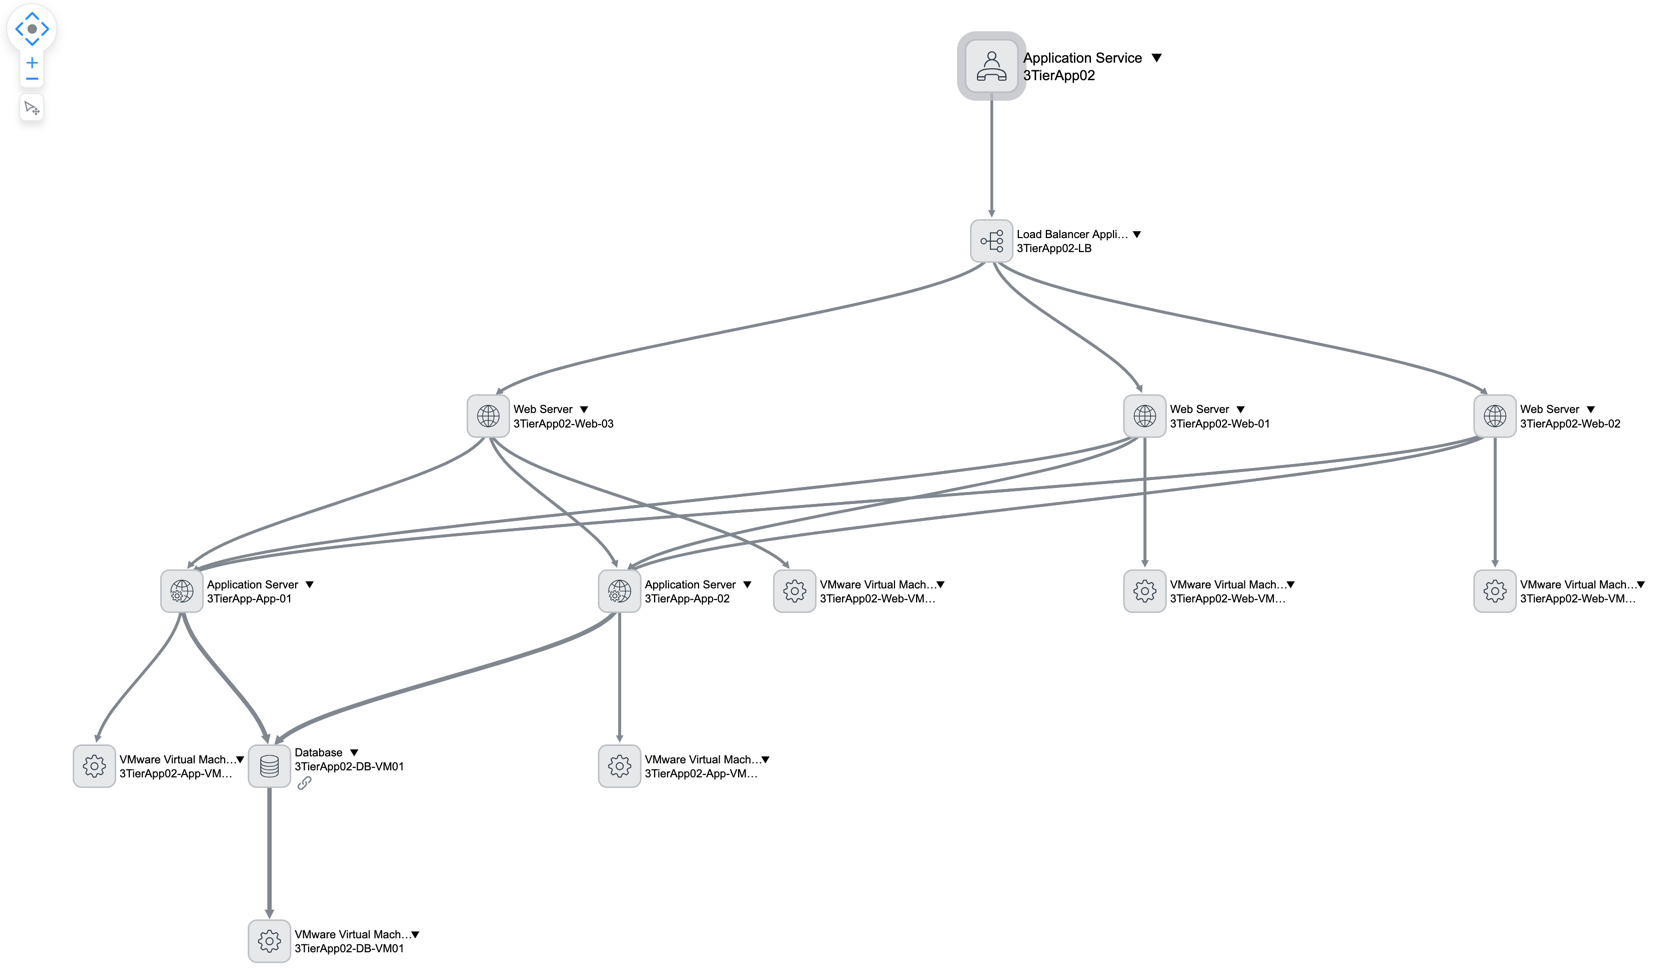 Application Service
3TierApp02
Load Balancer Appli...
3TierApp02-LB
Web Server
3TierApp02-Web-03
Web Server
3TierApp02-Web-01
Web Server
3TierApp02-Web-02
Application Server
3TierApp-App-01
Application Server
3TierApp-App-02
VMware Virtual Mach...
3TierApp02-Web-VM...
VMware Virtual Mach...
3TierApp02-Web-VM...
VMware Virtual Mach...
3TierApp02-Web-VM...
VMware Virtual Mach...
3TierApp02-App-VM...
Database
3TierApp02-DB-VM01
VMware Virtual Mach...
3TierApp02-App-VM...
VMware Virtual Mach...
3TierApp02-DB-VM01